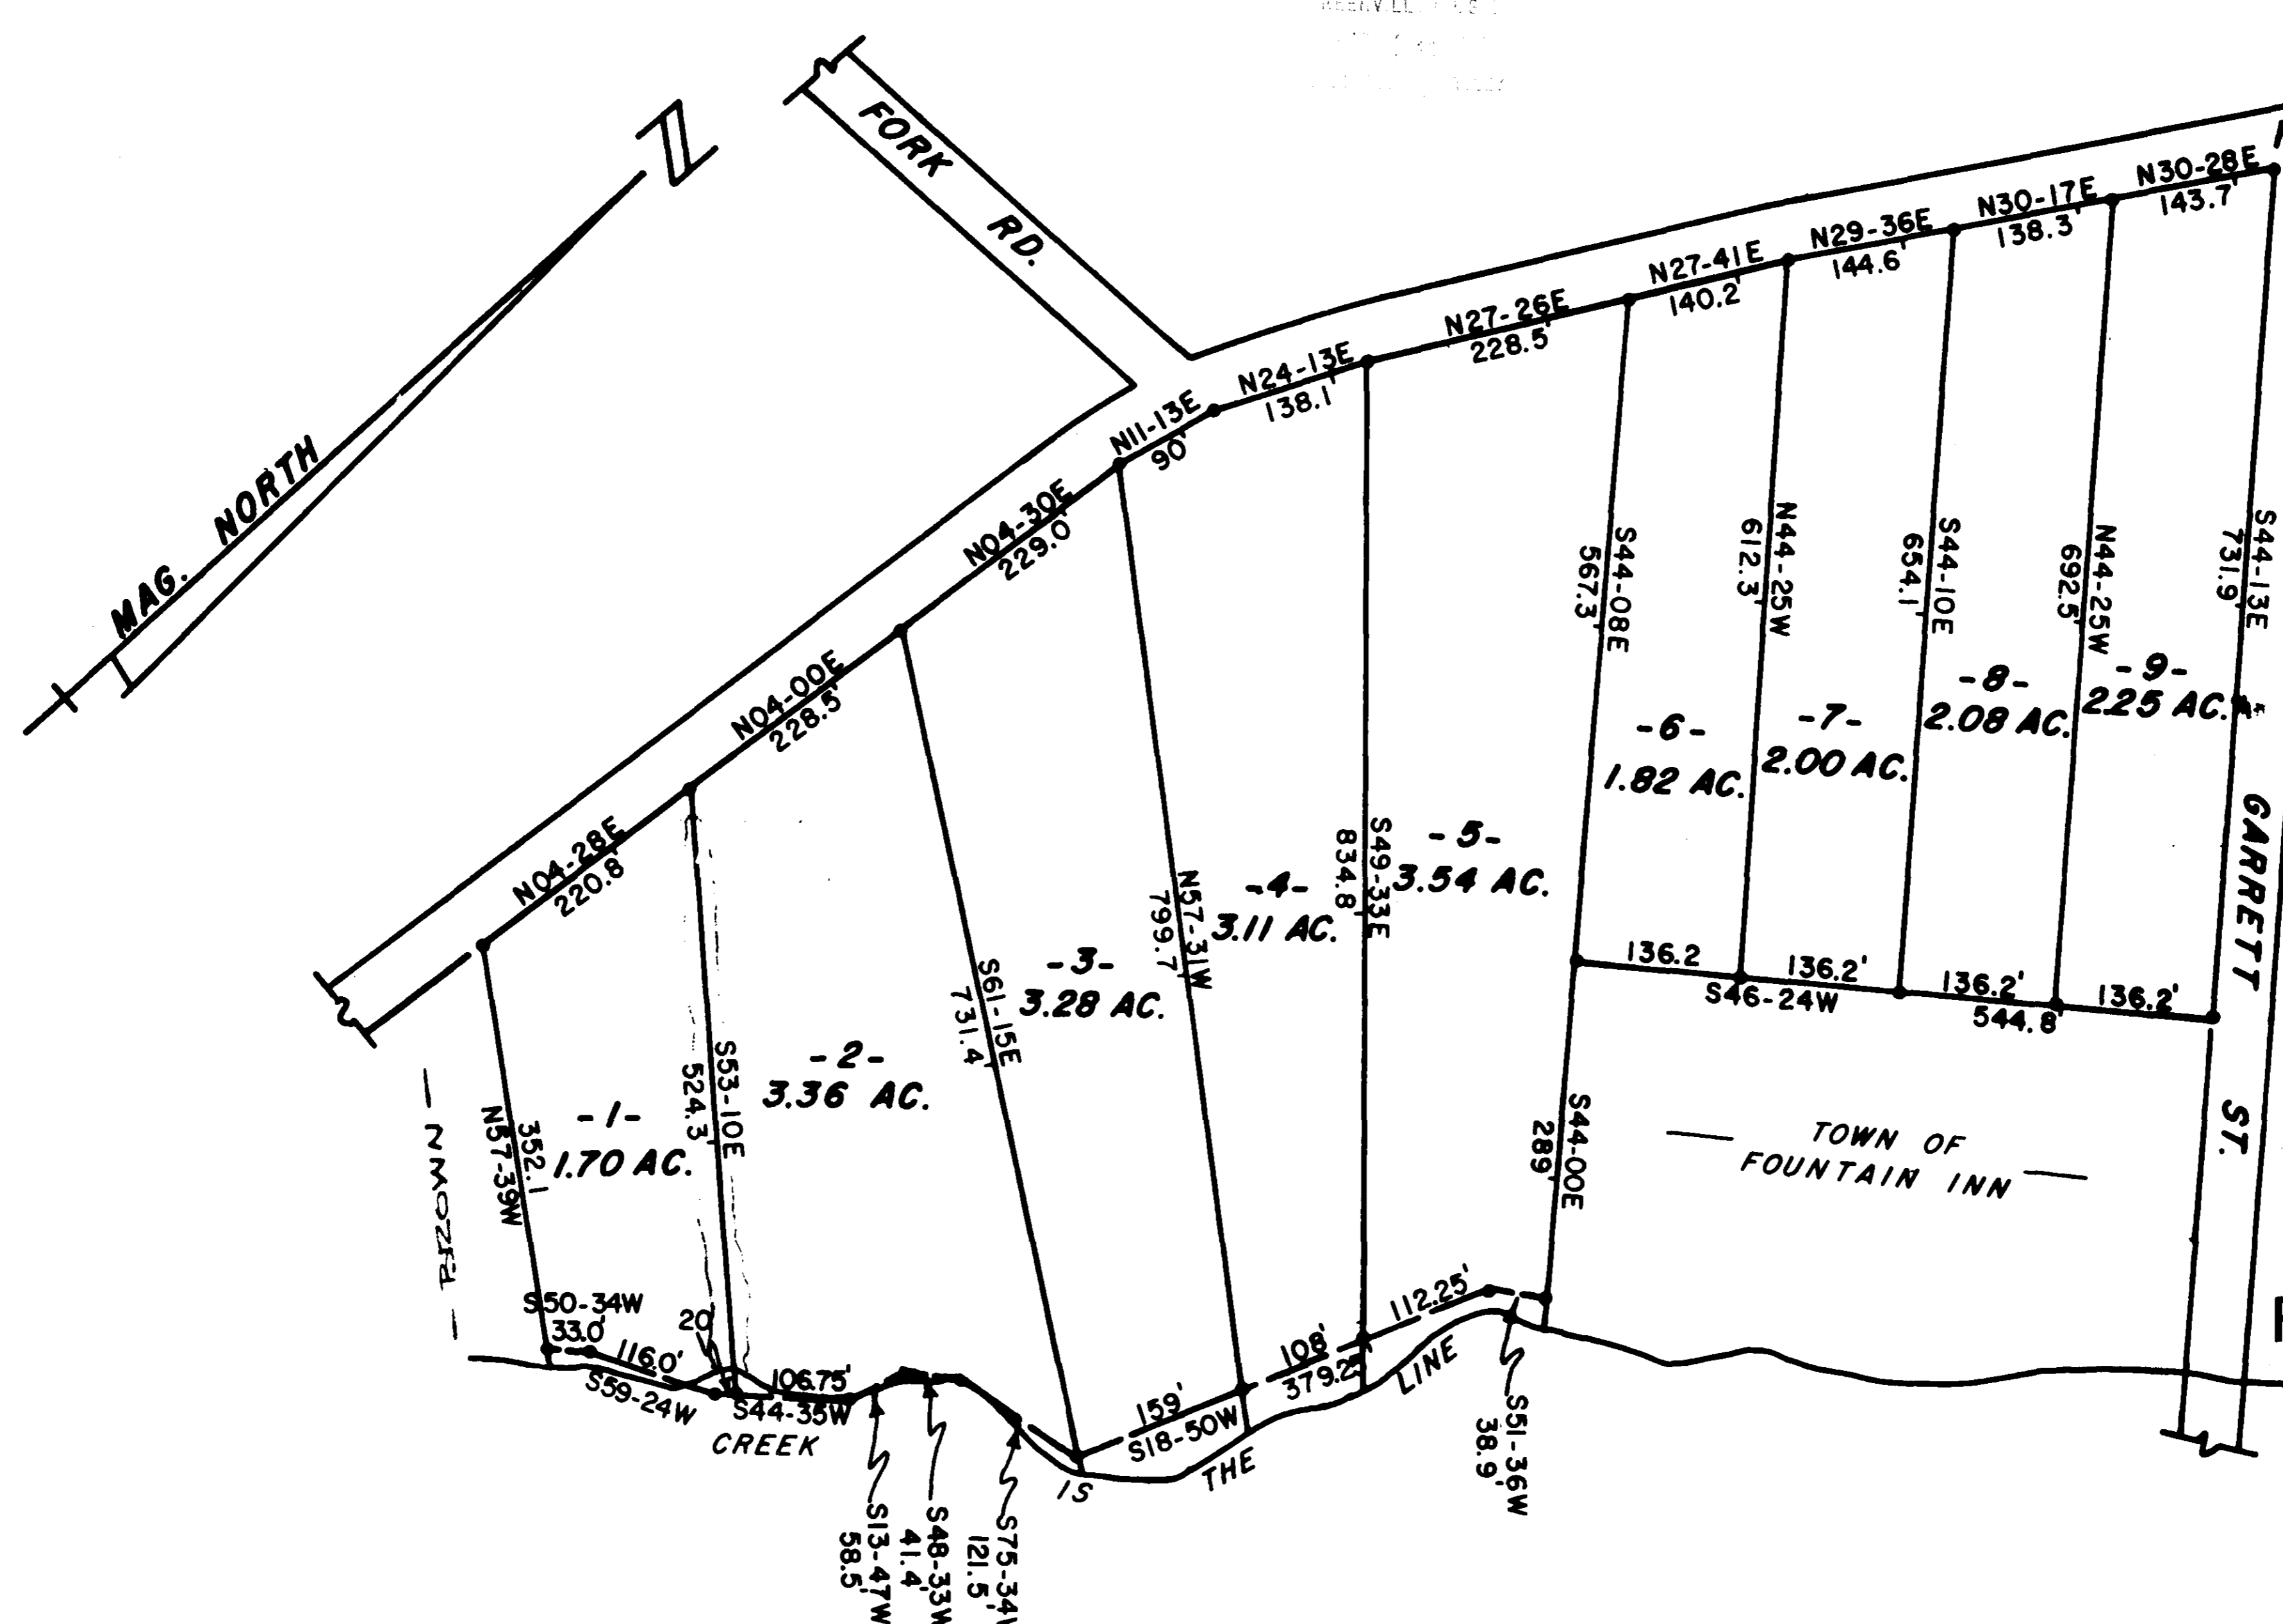 FORK RD.
MAG. NORTH
N04-28E
220.8'
N04-00E
228.5'
N04-30E
229.0'
N11-13E
90'
N24-13E
138.1'
N27-26E
228.5'
N27-41E
140.2'
N29-36E
144.6'
N30-17E
138.3'
N30-28E
143.7'
S44-08E
567.3'
N44-25W
612.3'
S44-10E
654.1'
N44-25W
692.5'
S44-13E
731.9'
-9-
2.25 AC.
-8-
2.08 AC.
-7-
2.00 AC.
-6-
1.82 AC.
-5-
3.54 AC.
S49-33E
834.8'
-4-
3.11 AC.
N57-31W
799.7'
-3-
3.28 AC.
S61-15E
731.4'
-2-
3.36 AC.
S53-10E
524.3'
-1-
1.70 AC.
352.1
N57-39W
GARRETT ST.
136.2
136.2'
136.2'
136.2'
S46-24W
544.8'
S44-00E
289'
TOWN OF
FOUNTAIN INN
S50-34W
33.0'
116.0'
S59-24W
20'
106.75'
S44-35W
159'
S18-50W
108'
379.2'
112.25'
CREEK IS THE LINE
S51-36W
38.9'
S13-47W
58.5'
S48-33W
41.4'
121.5'